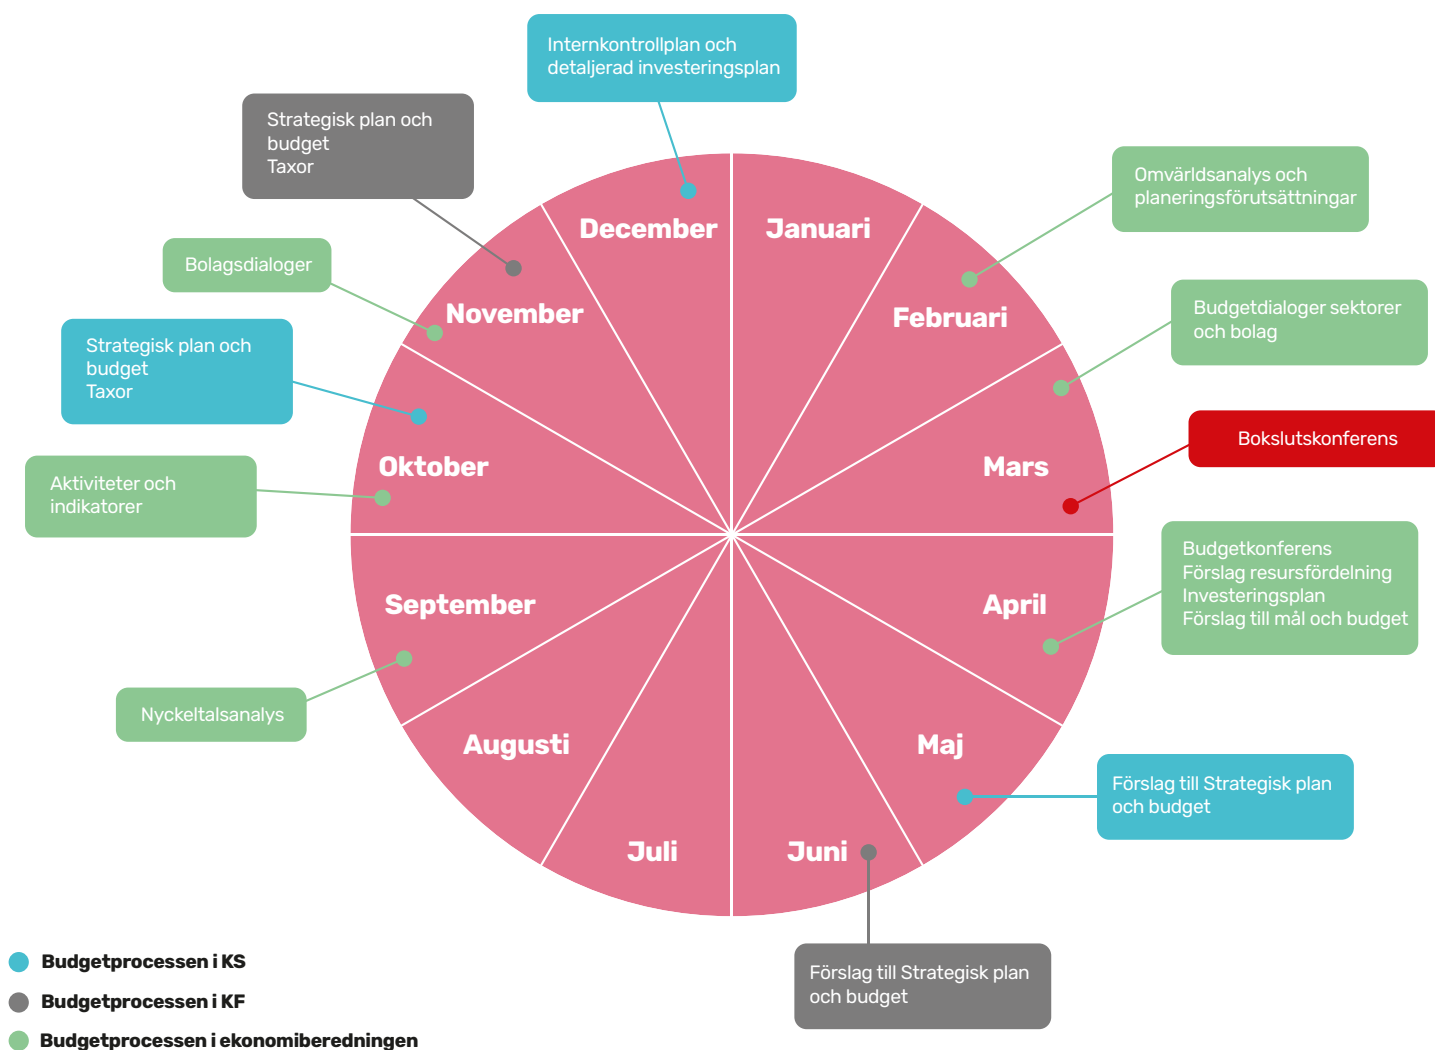 Internkontrollplan och
detaljerad investeringsplan
Strategisk plan och
budget
Taxor
Omvärldsanalys och
planeringsförutsättningar
Bolagsdialoger
Budgetdialoger sektorer
och bolag
Strategisk plan och
budget
Taxor
Bokslutskonferens
Aktiviteter och
indikatorer
Budgetkonferens
Förslag resursfördelning
Investeringsplan
Förslag till mål och budget
Nyckeltalsanalys
Förslag till Strategisk plan
och budget
Förslag till Strategisk plan
och budget
Januari
Februari
Mars
April
Maj
Juni
Juli
Augusti
September
Oktober
November
December
Budgetprocessen i KS
Budgetprocessen i KF
Budgetprocessen i ekonomiberedningen